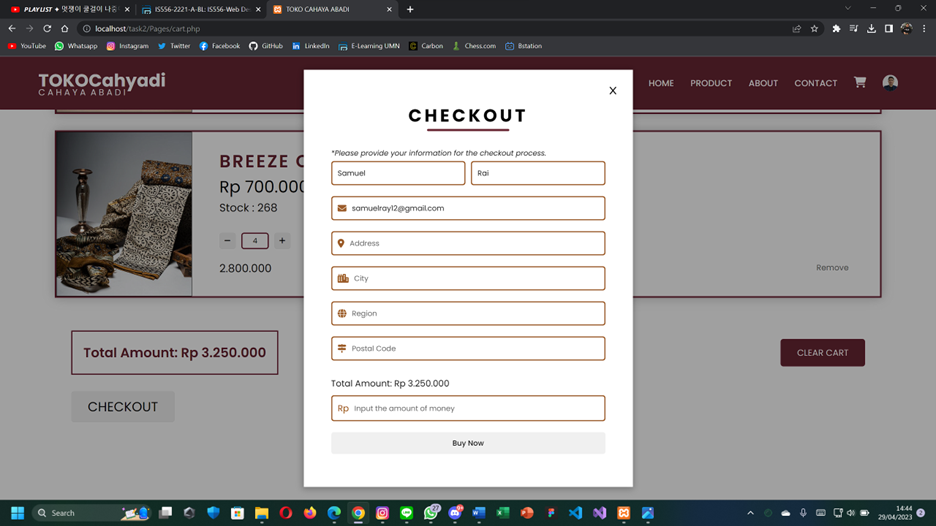 PLAYLIST ✦ 멋쟁이 쿨걸이 나중
IS556-2221-A-BL: IS556-Web De
TOKO CAHAYA ABADI
localhost/task2/Pages/cart.php
YouTube Whatsapp Instagram Twitter Facebook GitHub LinkedIn E-Learning UMN Carbon Chess.com Bstation
TOKOCahyadi
CAHAYA ABADI
HOME PRODUCT ABOUT CONTACT
X
CHECKOUT
*Please provide your information for the checkout process.
Samuel Rai
samuelray12@gmail.com
Address
City
Region
Postal Code
Total Amount: Rp 3.250.000
Rp Input the amount of money
Buy Now
BREEZE
Rp 700.000
Stock : 268
- 4 +
2.800.000
Remove
Total Amount: Rp 3.250.000
CLEAR CART
CHECKOUT
Search
14:44
29/04/2023
2